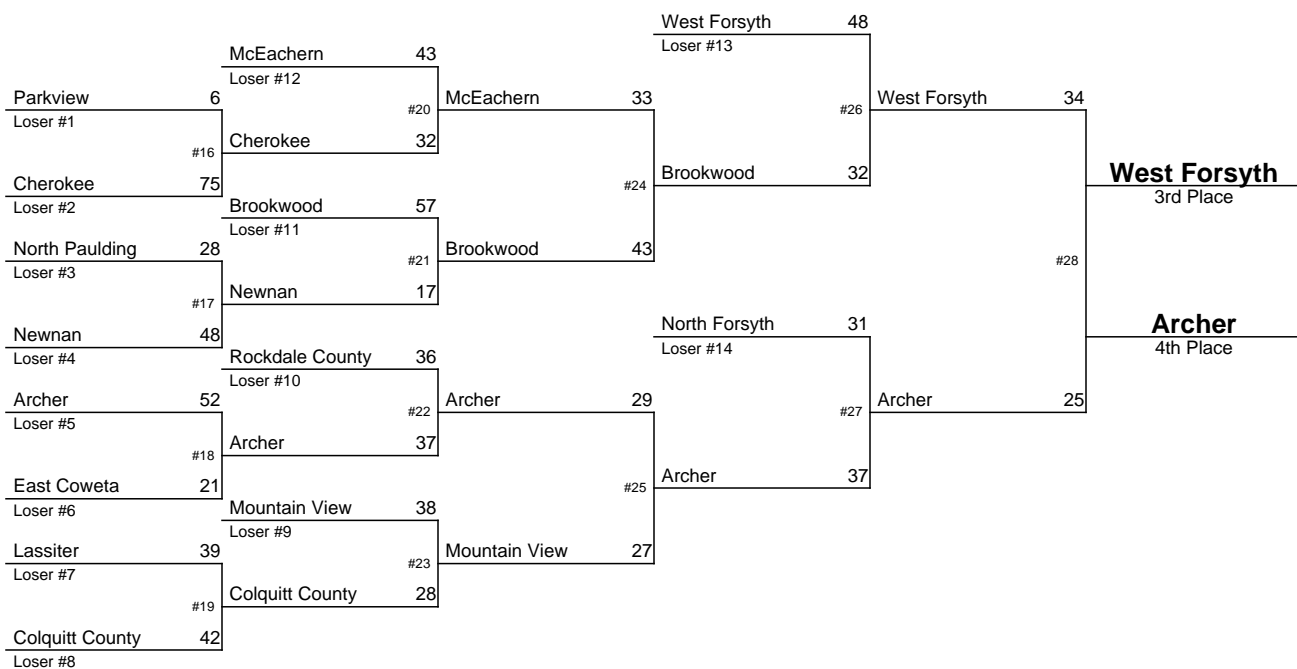 West Forsyth 48
Loser #13
McEachern 43
Loser #12
Parkview 6
Loser #1
#20
McEachern 33
#26
West Forsyth 34
#16
Cherokee 32
Cherokee 75
Loser #2
#24
Brookwood 32
West Forsyth
3rd Place
Brookwood 57
Loser #11
North Paulding 28
Loser #3
#21
Brookwood 43
#28
#17
Newnan 17
Newnan 48
Loser #4
North Forsyth 31
Loser #14
Archer
4th Place
Rockdale County 36
Loser #10
Archer 52
Loser #5
#22
Archer 29
#27
Archer 25
#18
Archer 37
East Coweta 21
Loser #6
#25
Archer 37
Mountain View 38
Loser #9
Lassiter 39
Loser #7
#23
Mountain View 27
#19
Colquitt County 28
Colquitt County 42
Loser #8